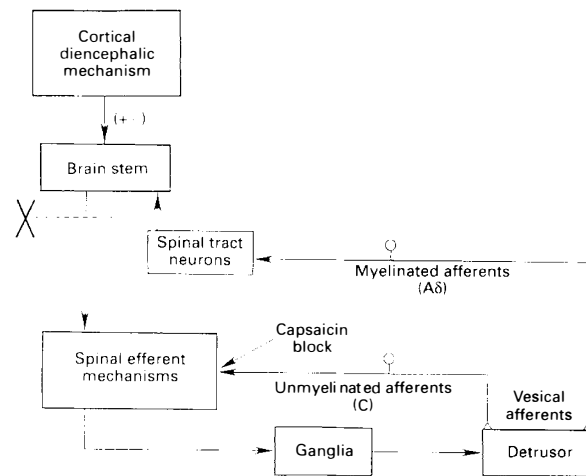 Cortical
diencephalic
mechanism
(+ -)
Brain stem
X
Spinal tract
neurons
Myelinated afferents
(Aδ)
Capsaicin
block
Spinal efferent
mechanisms
Unmyelinated afferents
(C)
Vesical
afferents
Ganglia
Detrusor